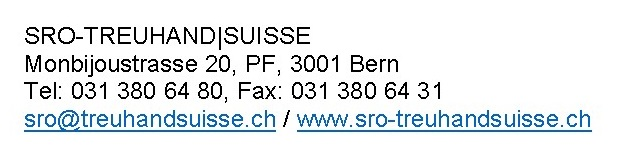 SRO-TREUHAND|SUISSE
Monbijoustrasse 20, PF, 3001 Bern
Tel: 031 380 64 80, Fax: 031 380 64 31
sro@treuhandsuisse.ch / www.sro-treuhandsuisse.ch